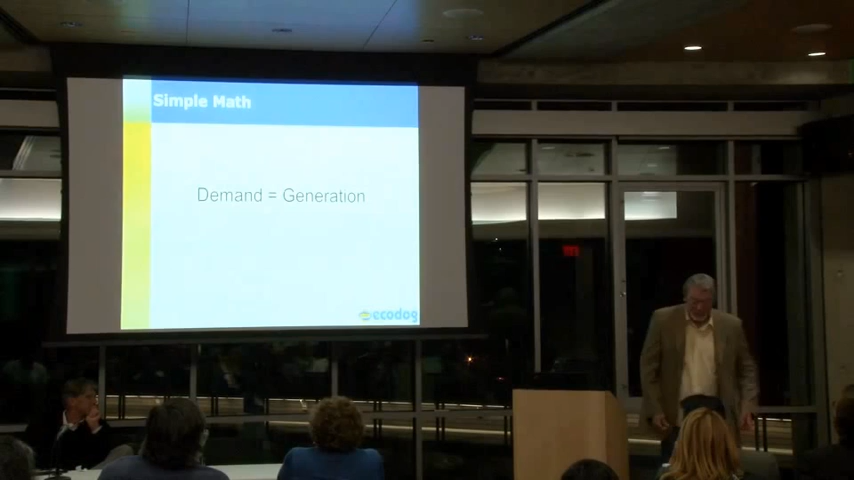 Simple Math
Demand = Generation
ecodog